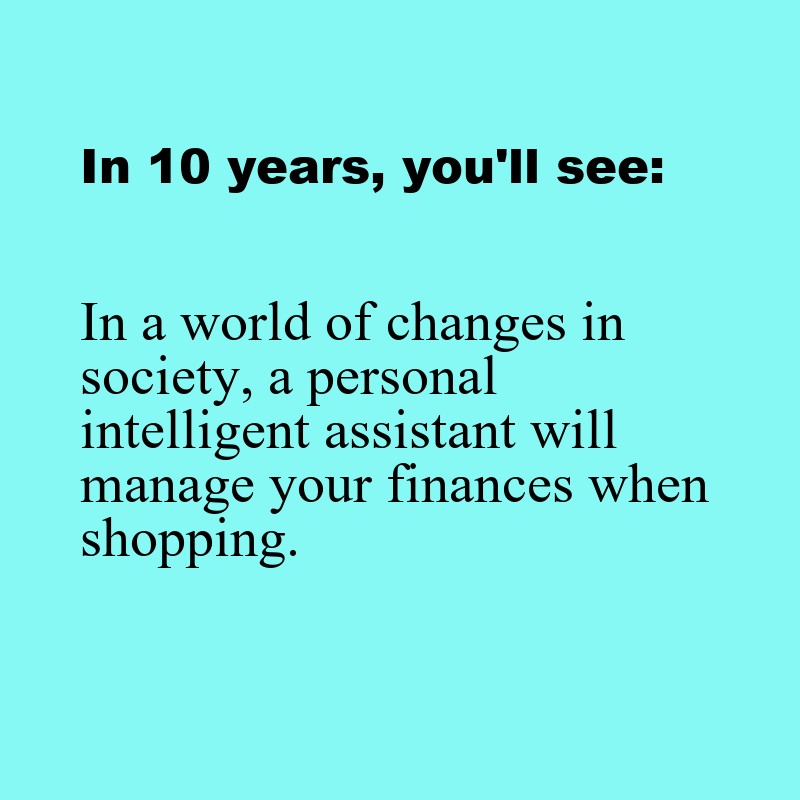 In 10 years, you'll see:
In a world of changes in
society, a personal
intelligent assistant will
manage your finances when
shopping.